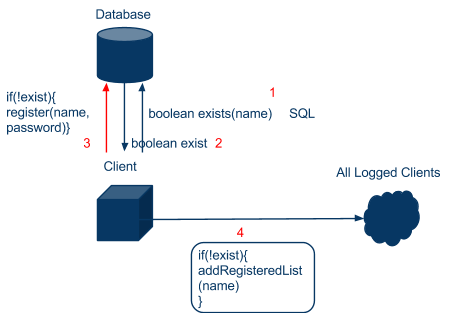 Database
1
if(!exist){
register(name,
password)}
boolean exists(name) SQL
3
boolean exist 2
Client
All Logged Clients
4
if(!exist){
addRegisteredList
(name)
}